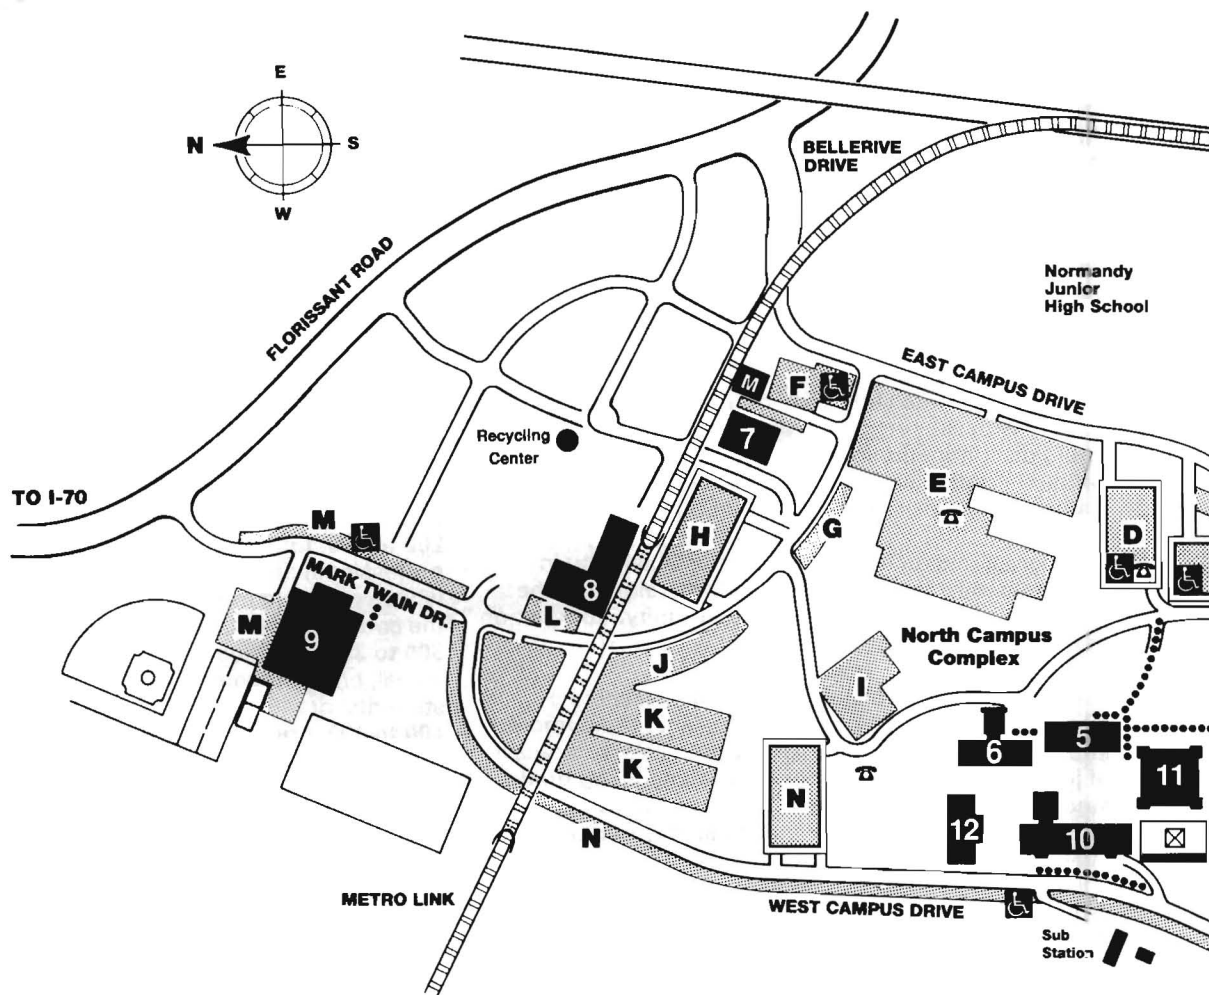 E
N
S
W
BELLERIVE
DRIVE
FLORISSANT ROAD
Normandy
Junior
High School
EAST CAMPUS DRIVE
M
F
7
Recycling
Center
E
TO I-70
M
H
G
D
8
MARK TWAIN DR.
L
M
9
North Campus
Complex
J
I
K
5
6
11
K
N
12
10
N
METRO LINK
WEST CAMPUS DRIVE
Sub
Station